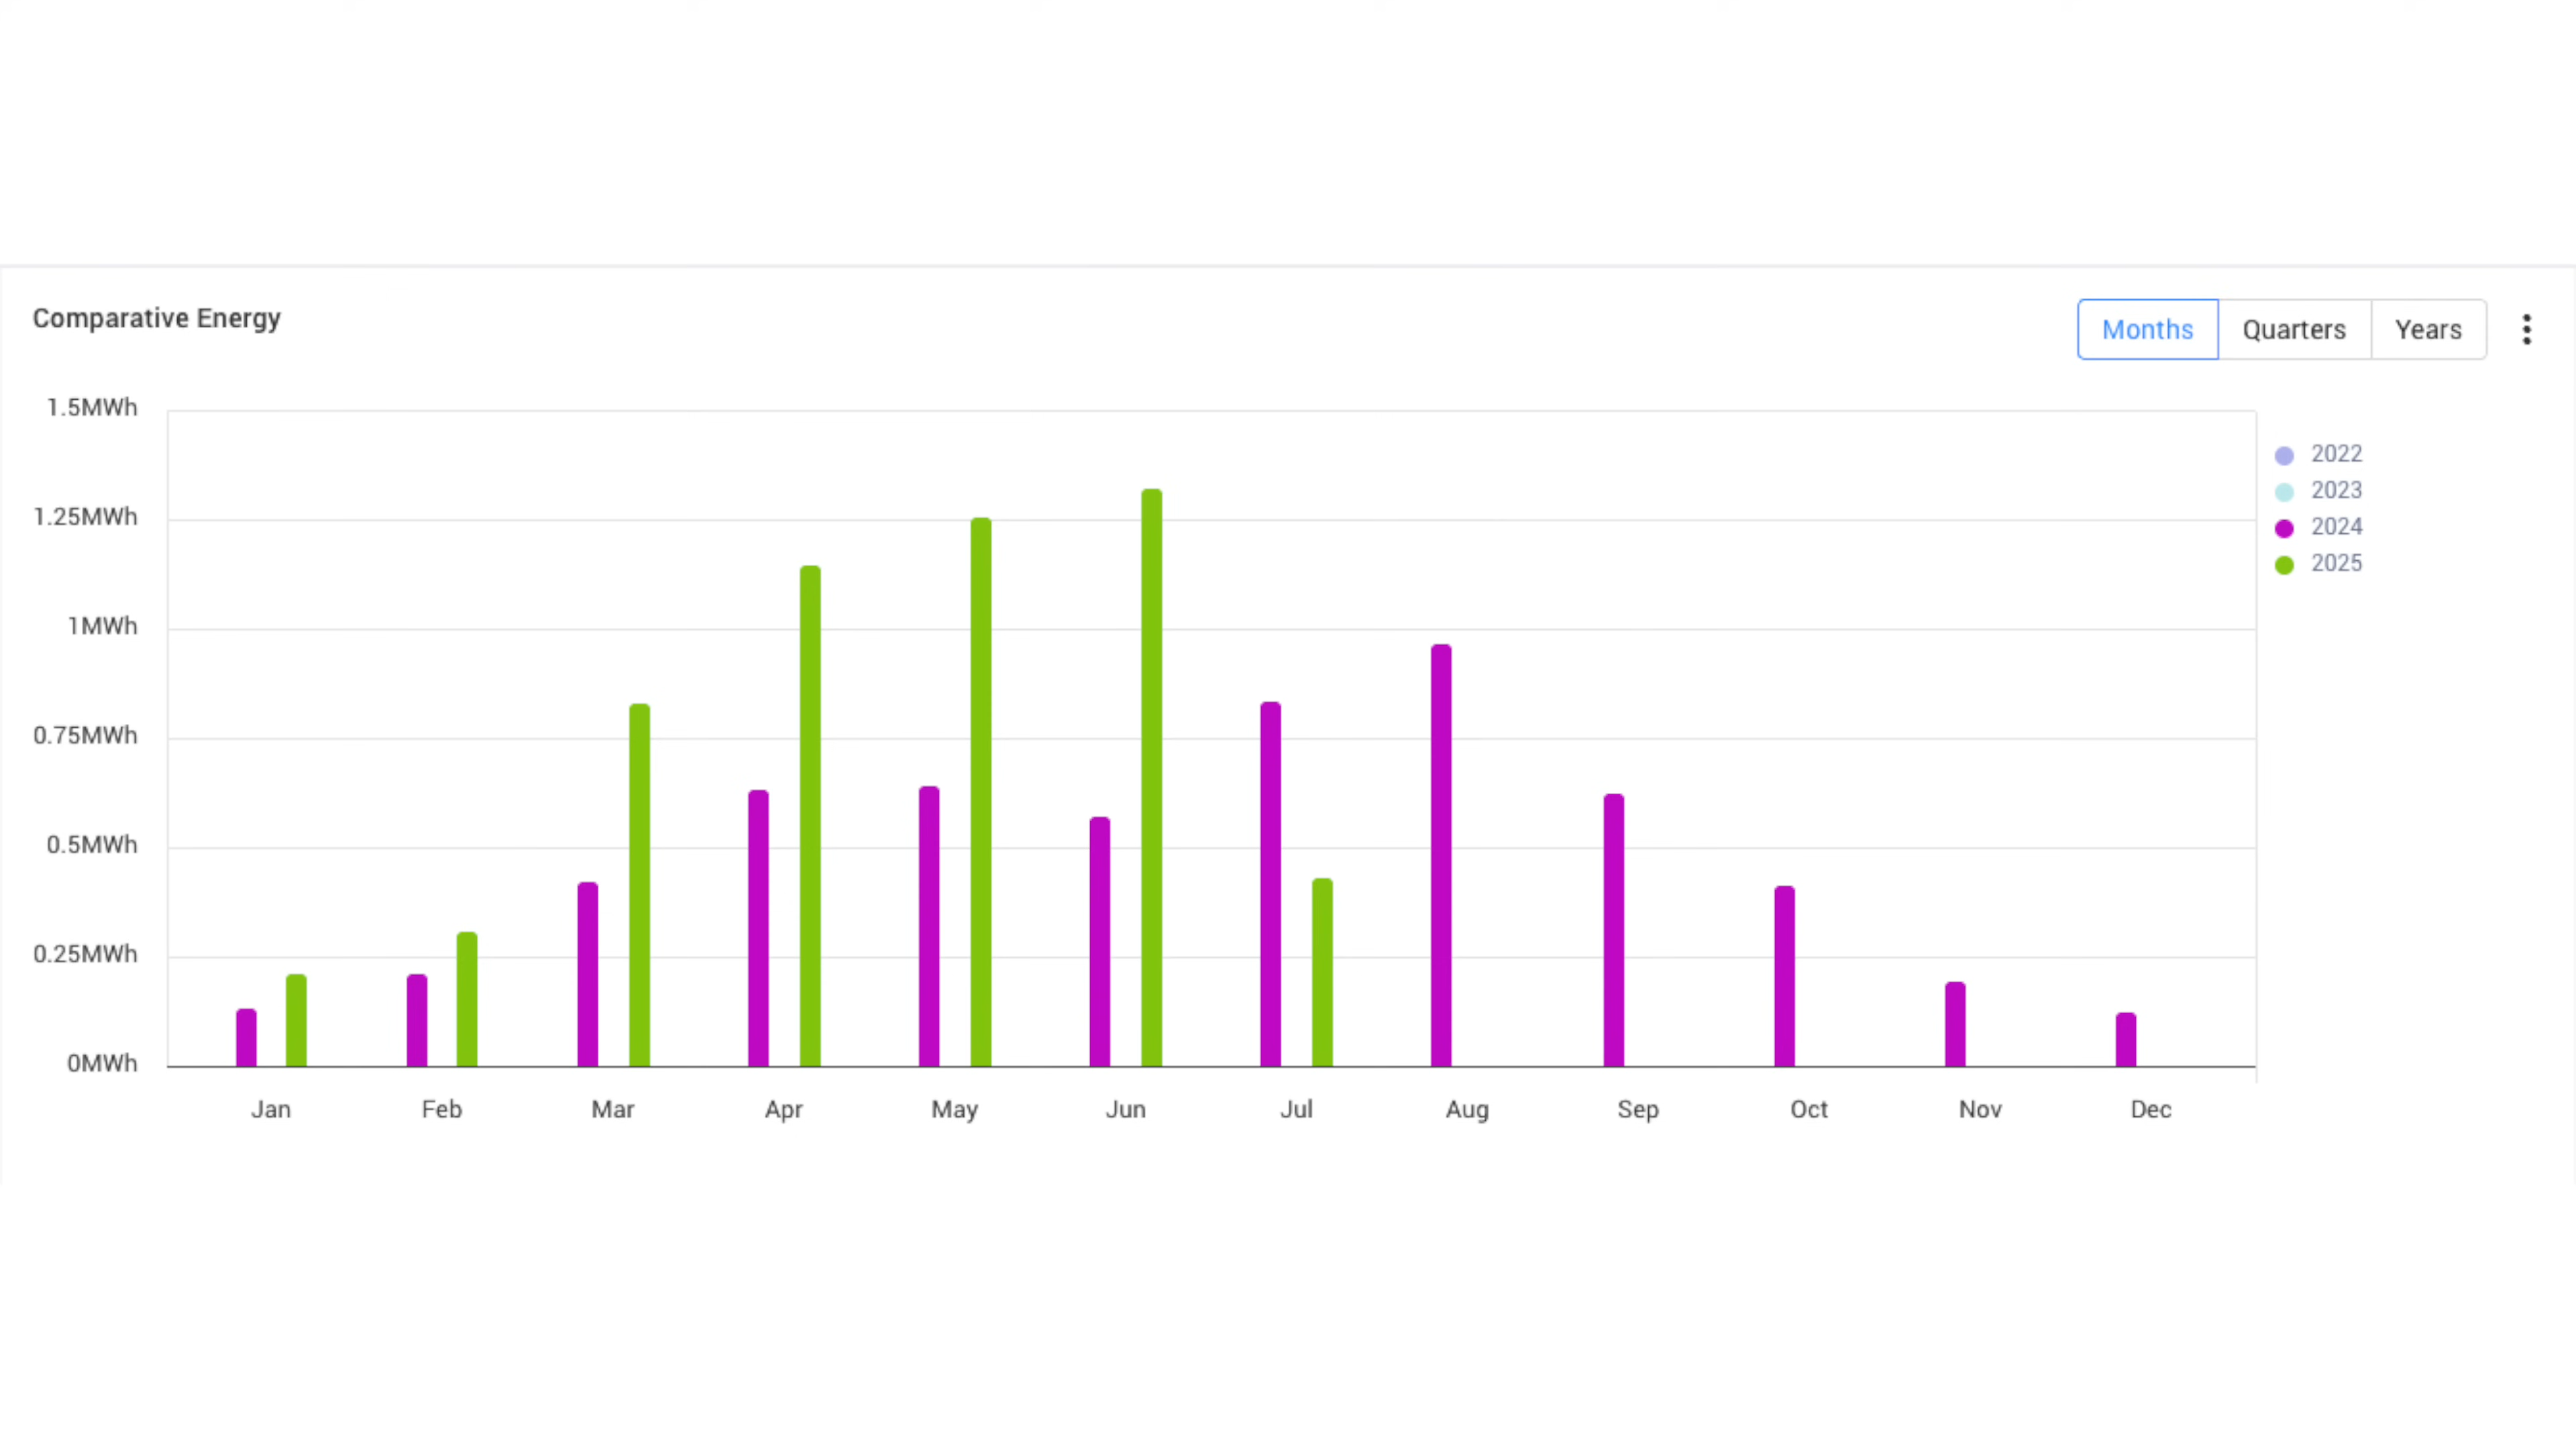 Comparative Energy
Months Quarters Years
1.5MWh
1.25MWh
1MWh
0.75MWh
0.5MWh
0.25MWh
0MWh
Jan Feb Mar Apr May Jun Jul Aug Sep Oct Nov Dec
2022
2023
2024
2025